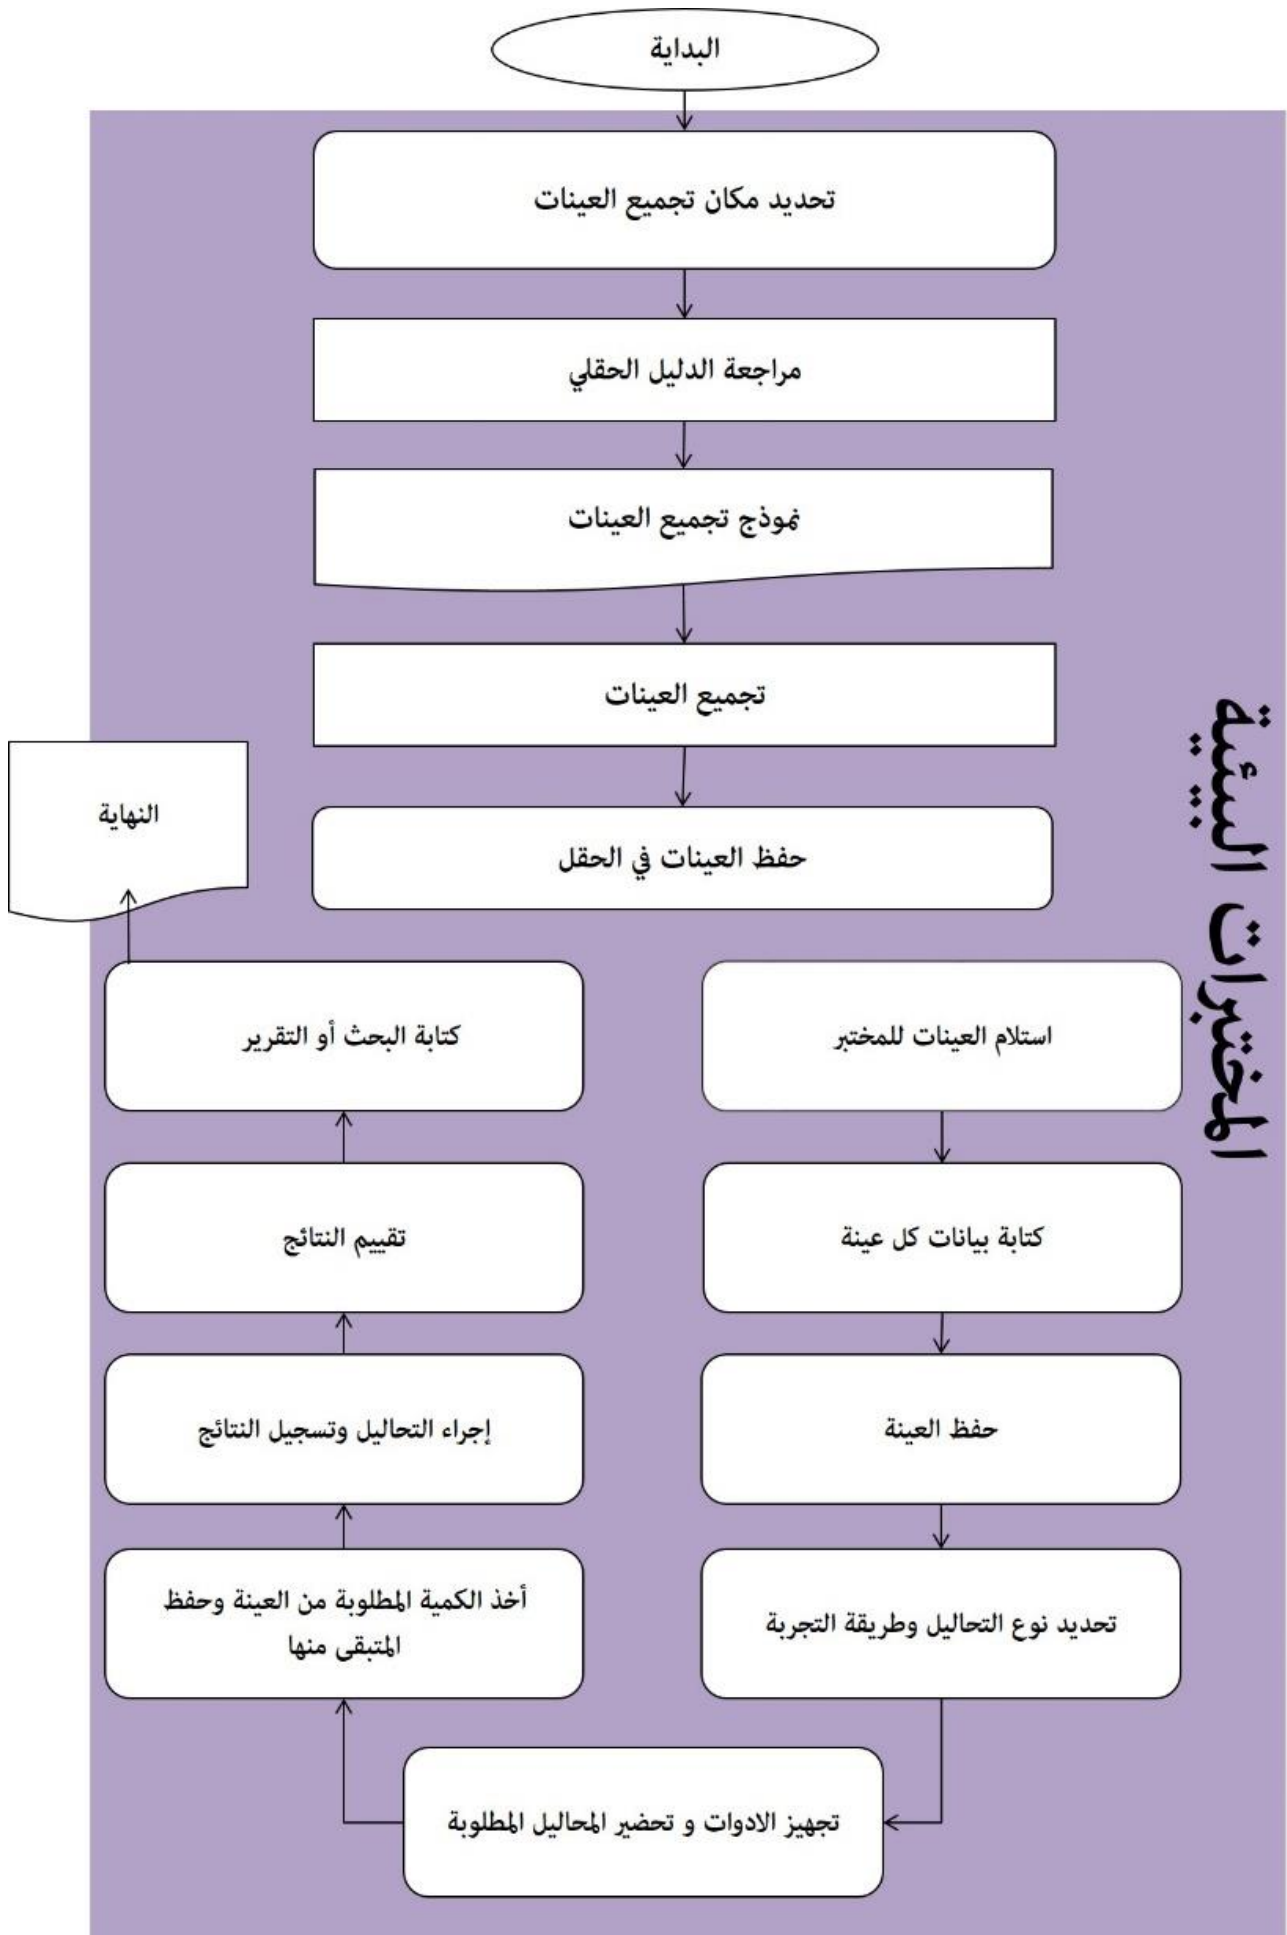 البداية
تحديد مكان تجميع العينات
مراجعة الدليل الحقلي
نموذج تجميع العينات
تجميع العينات
حفظ العينات في الحقل
المختبرات البيئية
استلام العينات للمختبر
كتابة بيانات كل عينة
حفظ العينة
تحديد نوع التحاليل وطريقة التجربة
تجهيز الادوات و تحضير المحاليل المطلوبة
أخذ الكمية المطلوبة من العينة وحفظ
المتبقى منها
إجراء التحاليل وتسجيل النتائج
تقييم النتائج
كتابة البحث أو التقرير
النهاية